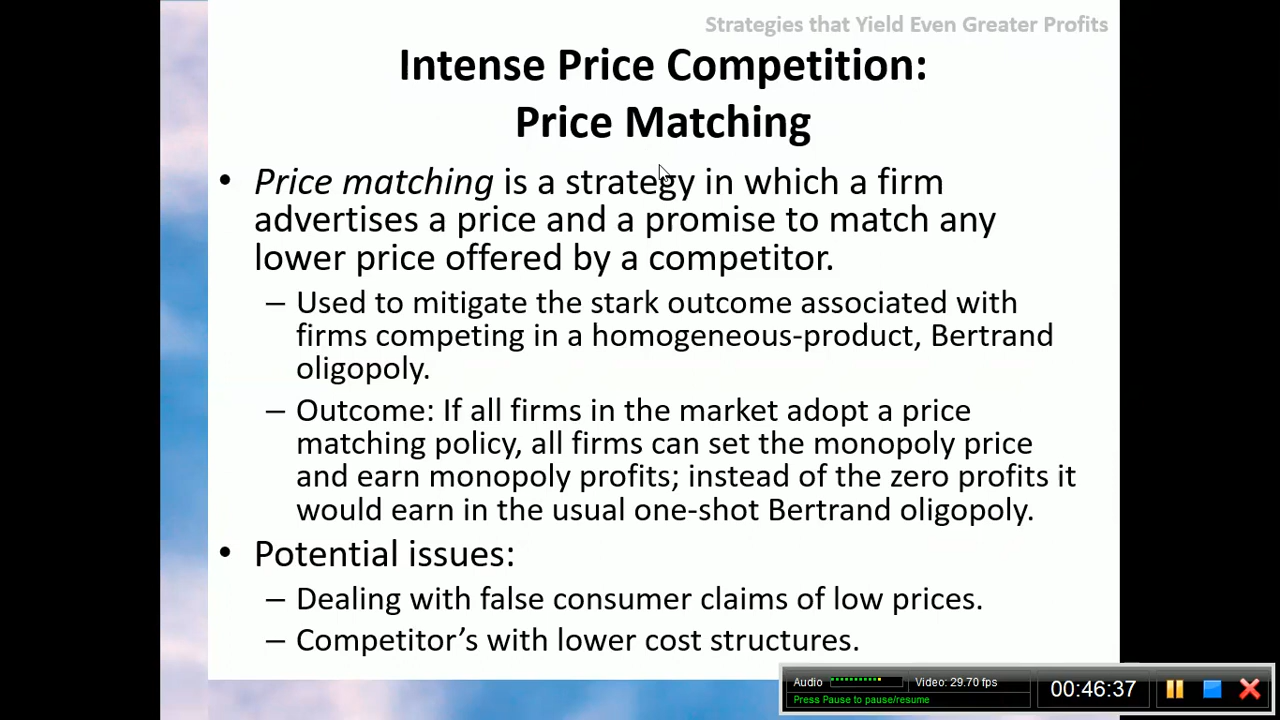 Strategies that Yield Even Greater Profits
Intense Price Competition:
Price Matching
• Price matching is a strategy in which a firm
advertises a price and a promise to match any
lower price offered by a competitor.
– Used to mitigate the stark outcome associated with
firms competing in a homogeneous-product, Bertrand
oligopoly.
– Outcome: If all firms in the market adopt a price
matching policy, all firms can set the monopoly price
and earn monopoly profits; instead of the zero profits it
would earn in the usual one-shot Bertrand oligopoly.
• Potential issues:
– Dealing with false consumer claims of low prices.
– Competitor's with lower cost structures.
Audio Video: 29.70 fps
Press Pause to pause/resume
00:46:37